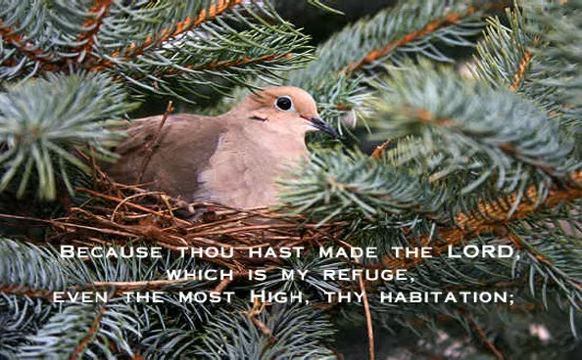 Because thou hast made the LORD,
which is my refuge,
even the most High, thy habitation;